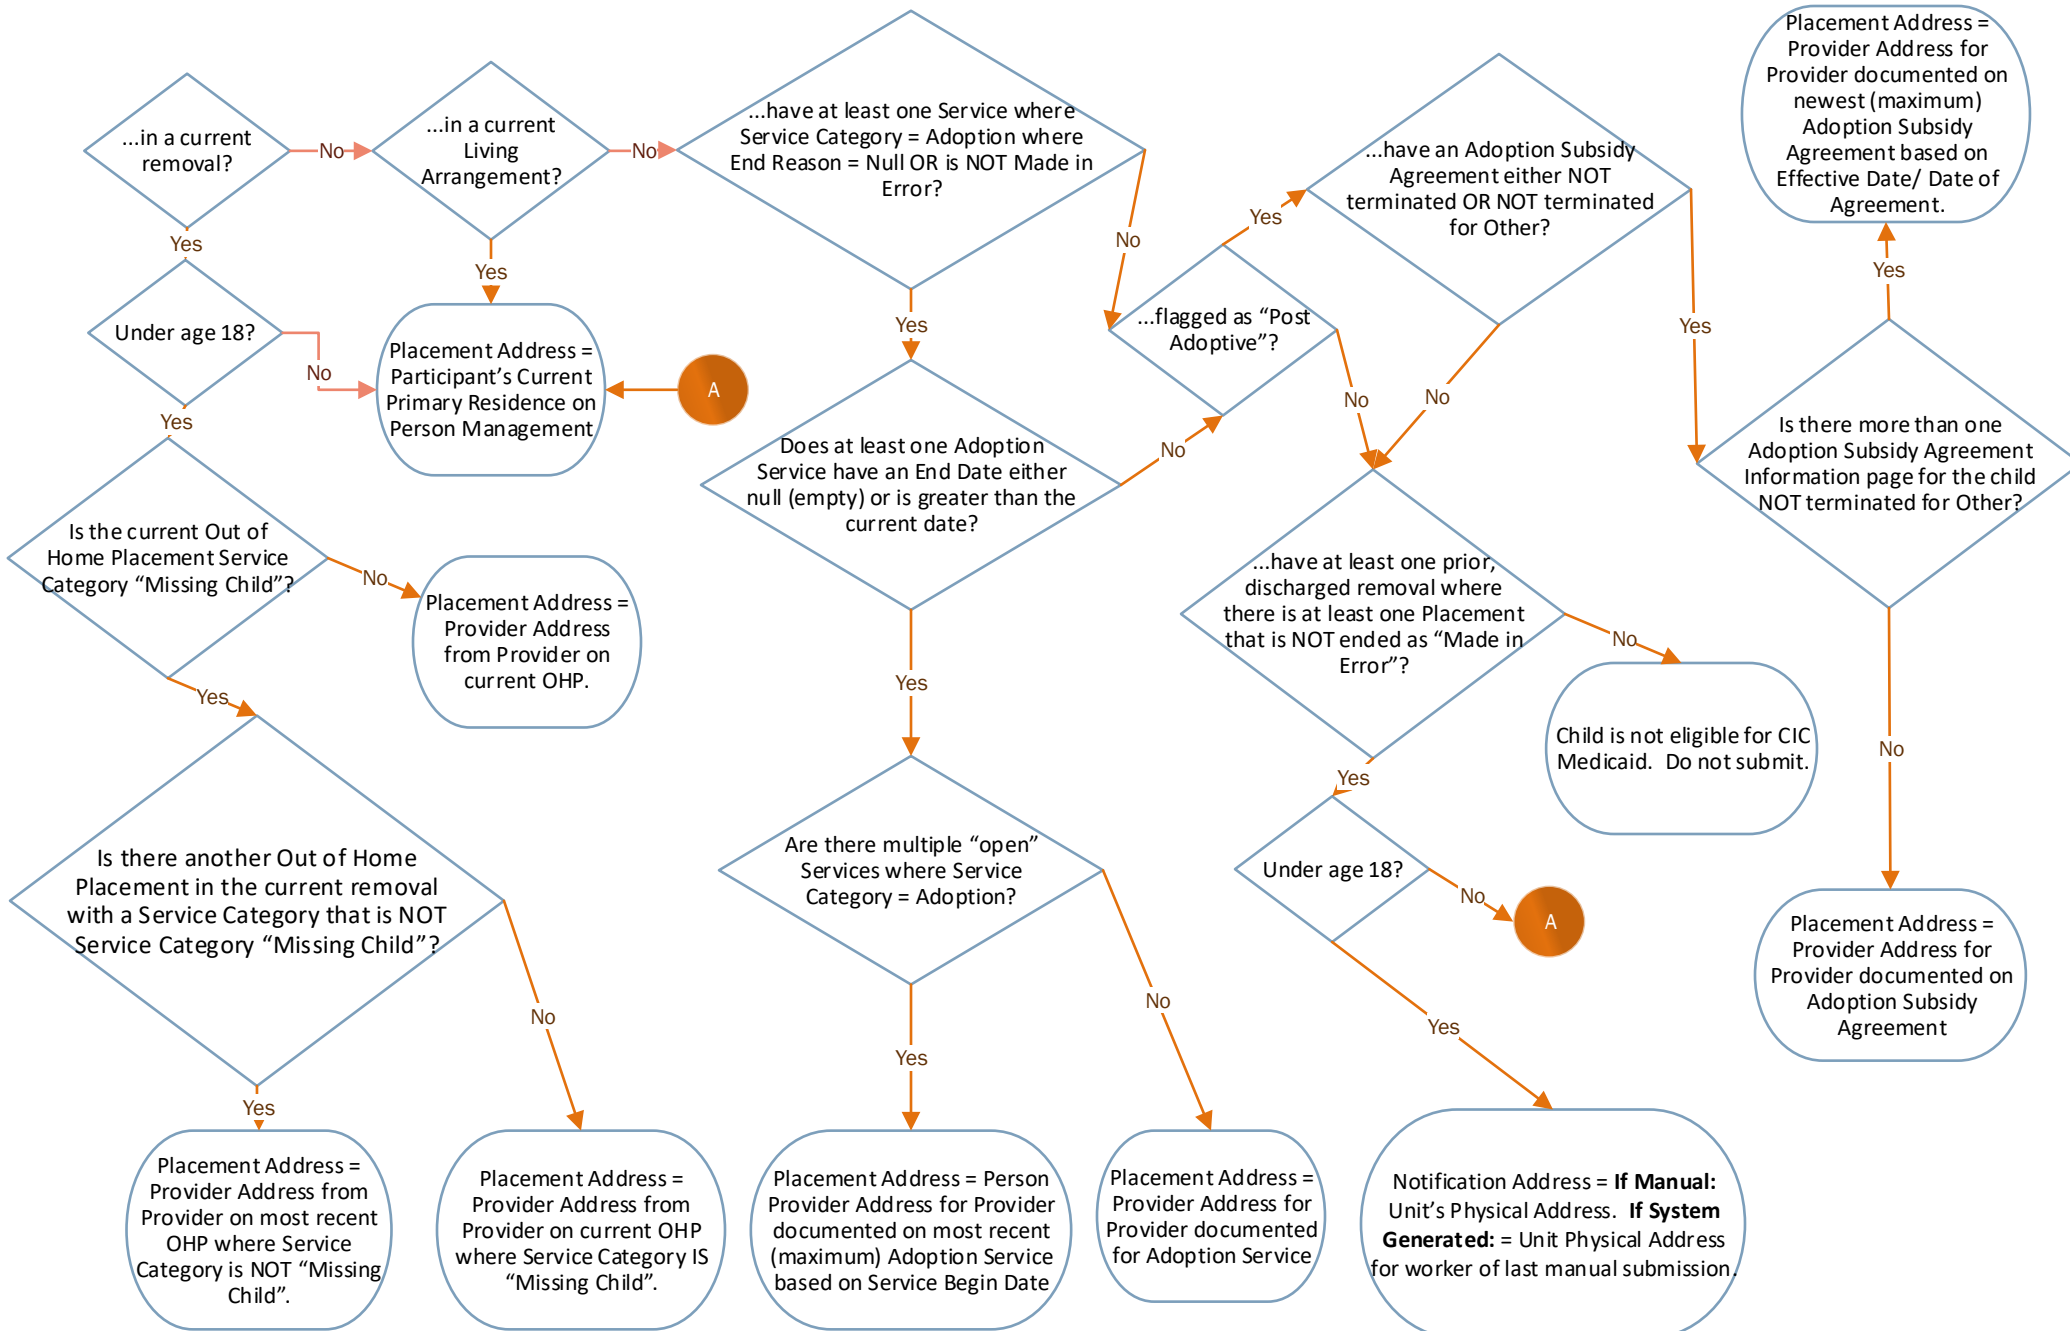 ...in a current
removal?
No
...in a current
Living
Arrangement?
No
...have at least one Service where
Service Category = Adoption where
End Reason = Null OR is NOT Made in
Error?
No
Yes
...have an Adoption Subsidy
Agreement either NOT
terminated OR NOT terminated
for Other?
Placement Address =
Provider Address for
Provider documented on
newest (maximum)
Adoption Subsidy
Agreement based on
Effective Date/ Date of
Agreement.
Yes
Yes
Under age 18?
No
Yes
Placement Address =
Participant's Current
Primary Residence on
Person Management
A
Yes
...flagged as “Post
Adoptive”?
No
No
Yes
Yes
Is the current Out of
Home Placement Service
Category “Missing Child”?
No
Placement Address =
Provider Address
from Provider on
current OHP.
Does at least one Adoption
Service have an End Date either
null (empty) or is greater than the
current date?
No
Is there more than one
Adoption Subsidy Agreement
Information page for the child
NOT terminated for Other?
...have at least one prior,
discharged removal where
there is at least one Placement
that is NOT ended as “Made in
Error”?
No
Child is not eligible for CIC
Medicaid.  Do not submit.
No
Yes
Yes
Yes
Is there another Out of Home
Placement in the current removal
with a Service Category that is NOT
Service Category “Missing Child”?
Are there multiple “open”
Services where Service
Category = Adoption?
Under age 18?
No
A
Placement Address =
Provider Address for
Provider documented on
Adoption Subsidy
Agreement
No
No
Yes
Yes
Yes
Placement Address =
Provider Address from
Provider on most recent
OHP where Service
Category is NOT “Missing
Child”.
Placement Address =
Provider Address from
Provider on current OHP
where Service Category IS
“Missing Child”.
Placement Address = Person
Provider Address for Provider
documented on most recent
(maximum) Adoption Service
based on Service Begin Date
Placement Address =
Provider Address for
Provider documented
for Adoption Service
Notification Address = If Manual:
Unit's Physical Address.  If System
Generated: = Unit Physical Address
for worker of last manual submission.